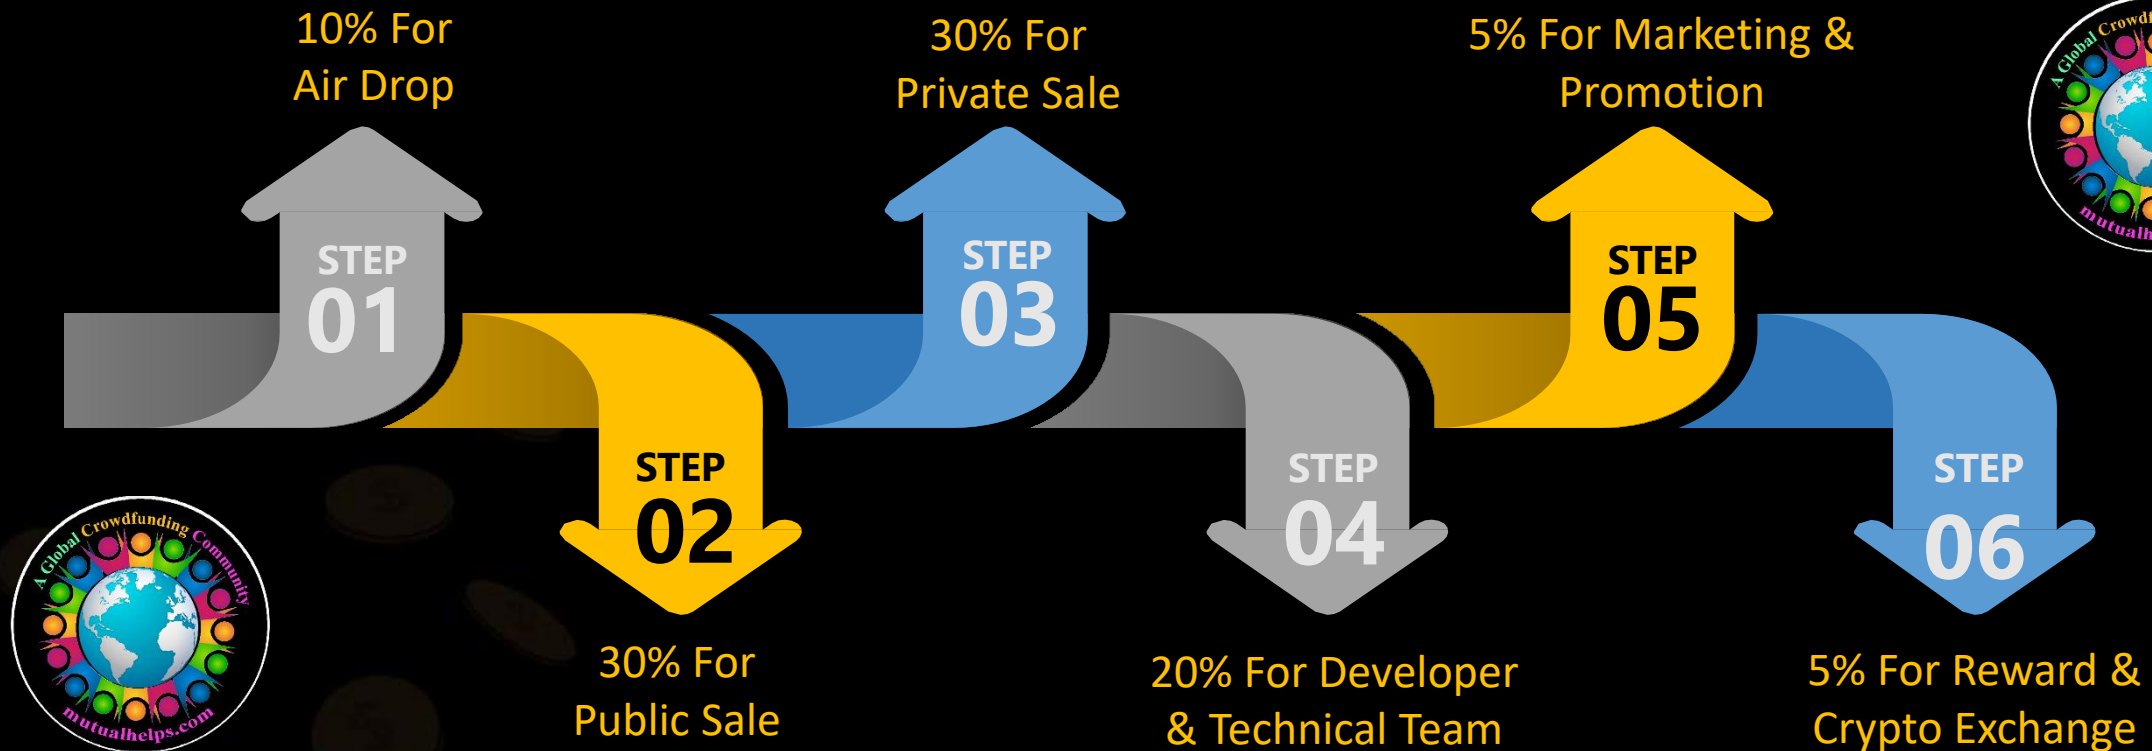 10% For
Air Drop
30% For
Private Sale
5% For Marketing &
Promotion
STEP
01
STEP
03
STEP
05
STEP
02
STEP
04
STEP
06
30% For
Public Sale
20% For Developer
& Technical Team
5% For Reward &
Crypto Exchange
A Global Crowdfunding Community
mutualhelps.com
A Global